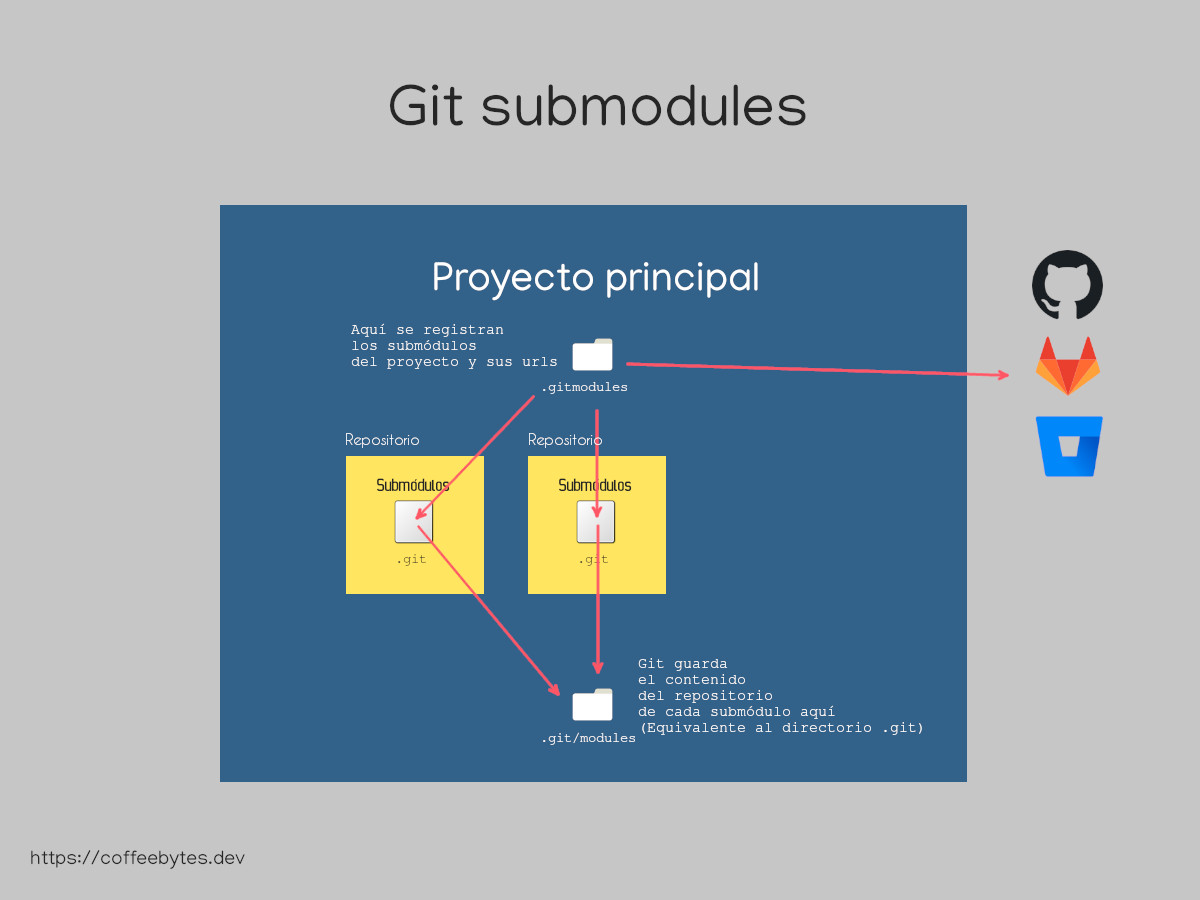 Git submodules
Proyecto principal
Aquí se registran
los submódulos
del proyecto y sus urls
.gitmodules
Repositorio
Repositorio
Submódulos
Submódulos
.git
.git
Git guarda
el contenido
del repositorio
de cada submódulo aquí
(Equivalente al directorio .git)
.git/modules
https://coffeebytes.dev